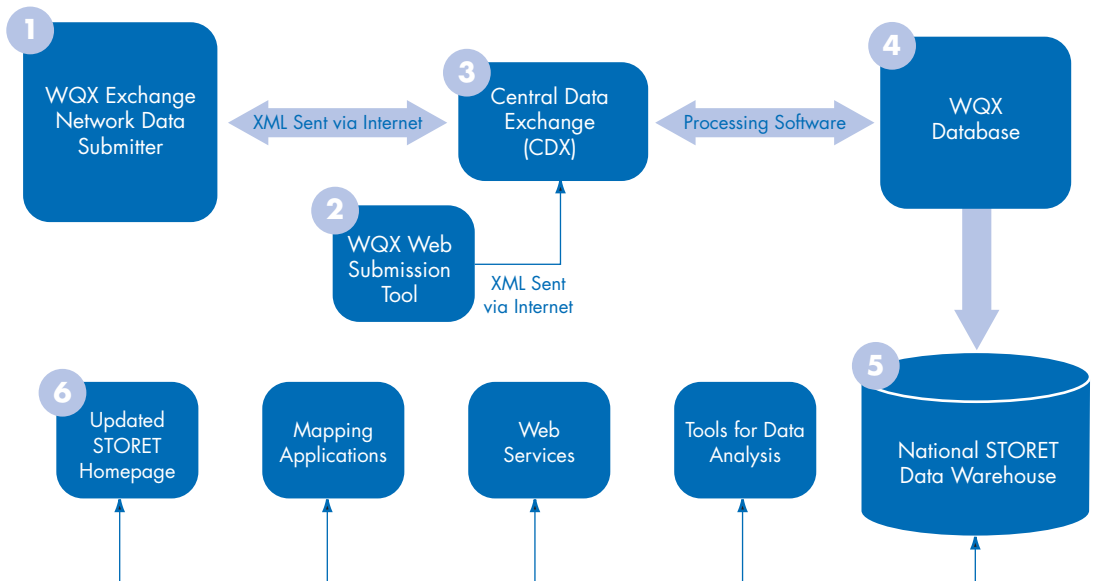 1
WQX Exchange
Network Data
Submitter
XML Sent via Internet
3
Central Data
Exchange
(CDX)
Processing Software
4
WQX
Database
2
WQX Web
Submission
Tool
XML Sent
via Internet
5
National STORET
Data Warehouse
6
Updated
STORET
Homepage
Mapping
Applications
Web
Services
Tools for Data
Analysis